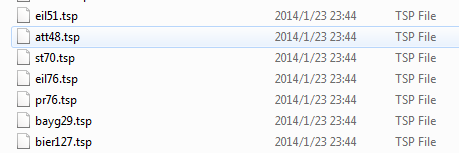 eil51.tsp 2014/1/23 23:44 TSP File
att48.tsp 2014/1/23 23:44 TSP File
st70.tsp 2014/1/23 23:44 TSP File
eil76.tsp 2014/1/23 23:44 TSP File
pr76.tsp 2014/1/23 23:44 TSP File
bayg29.tsp 2014/1/23 23:44 TSP File
bier127.tsp 2014/1/23 23:44 TSP File